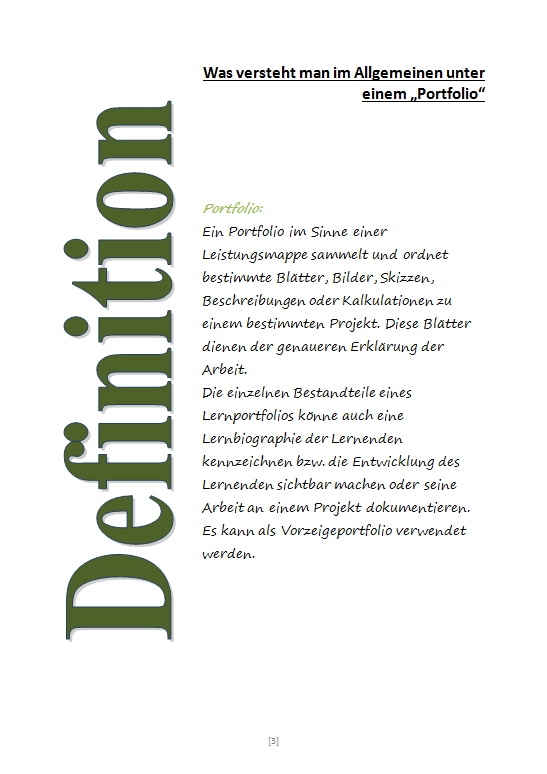 Was versteht man im Allgemeinen unter
einem „Portfolio“
Definition
Portfolio:
Ein Portfolio im Sinne einer
Leistungsmappe sammelt und ordnet
bestimmte Blätter, Bilder, Skizzen,
Beschreibungen oder Kalkulationen zu
einem bestimmten Projekt. Diese Blätter
dienen der genaueren Erklärung der
Arbeit.
Die einzelnen Bestandteile eines
Lernportfolios könne auch eine
Lernbiographie der Lernenden
kennzeichnen bzw. die Entwicklung des
Lernenden sichtbar machen oder seine
Arbeit an einem Projekt dokumentieren.
Es kann als Vorzeigeportfolio verwendet
werden.
[3]